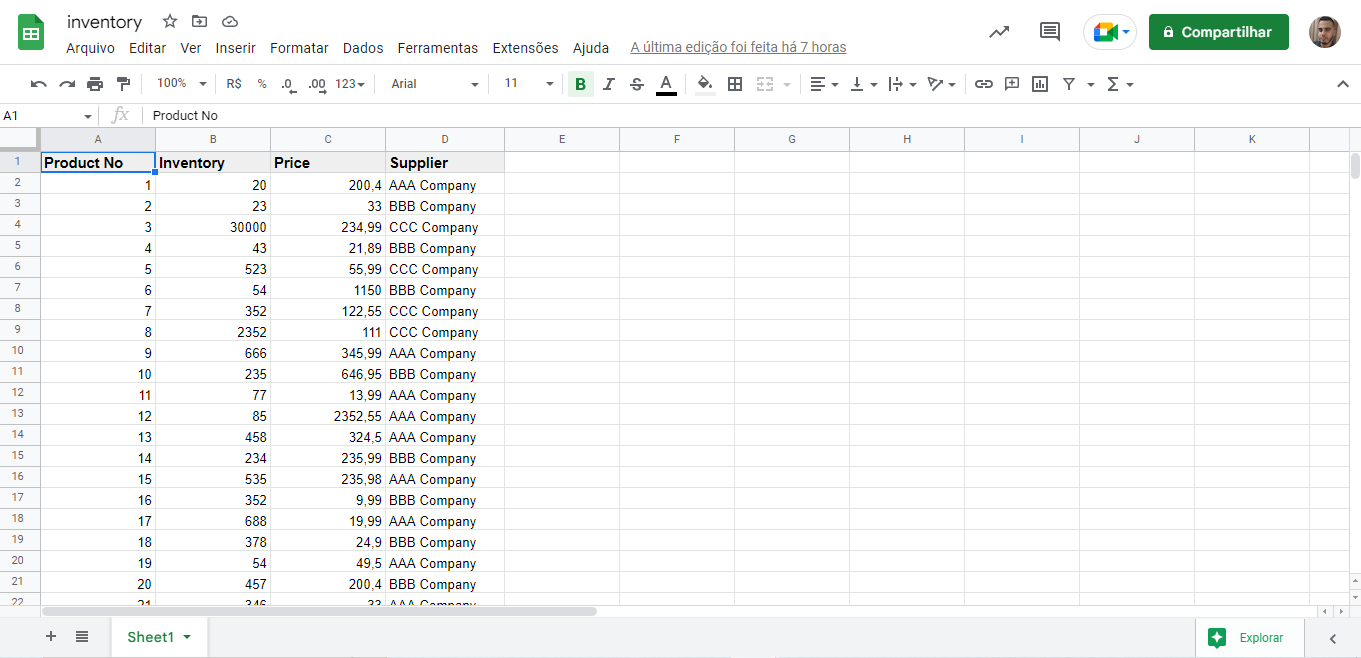 inventory
Arquivo Editar Ver Inserir Formatar Dados Ferramentas Extensões Ajuda A última edição foi feita há 7 horas
Compartilhar
100% R$ % .0 .00 123 Arial 11 B I S A
A1 fx Product No
A B C D E F G H I J K
1 Product No Inventory Price Supplier
2 1 20 200,4 AAA Company
3 2 23 33 BBB Company
4 3 30000 234,99 CCC Company
5 4 43 21,89 BBB Company
6 5 523 55,99 CCC Company
7 6 54 1150 BBB Company
8 7 352 122,55 CCC Company
9 8 2352 111 CCC Company
10 9 666 345,99 AAA Company
11 10 235 646,95 BBB Company
12 11 77 13,99 AAA Company
13 12 85 2352,55 AAA Company
14 13 458 324,5 AAA Company
15 14 234 235,99 BBB Company
16 15 535 235,98 AAA Company
17 16 352 9,99 BBB Company
18 17 688 19,99 AAA Company
19 18 378 24,9 BBB Company
20 19 54 49,5 AAA Company
21 20 457 200,4 BBB Company
22 21 346 33 AAA Company
Sheet1
Explorar